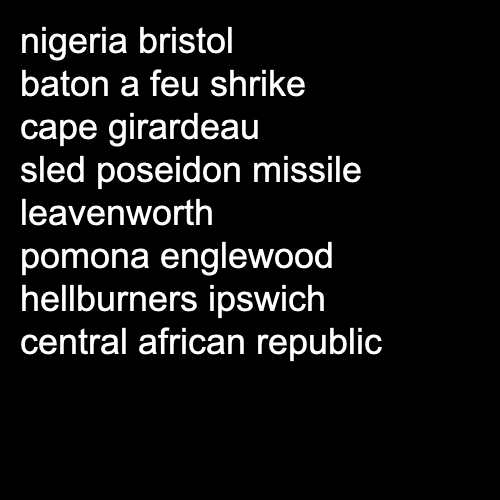 nigeria bristol
baton a feu shrike
cape girardeau
sled poseidon missile
leavenworth
pomona englewood
hellburners ipswich
central african republic